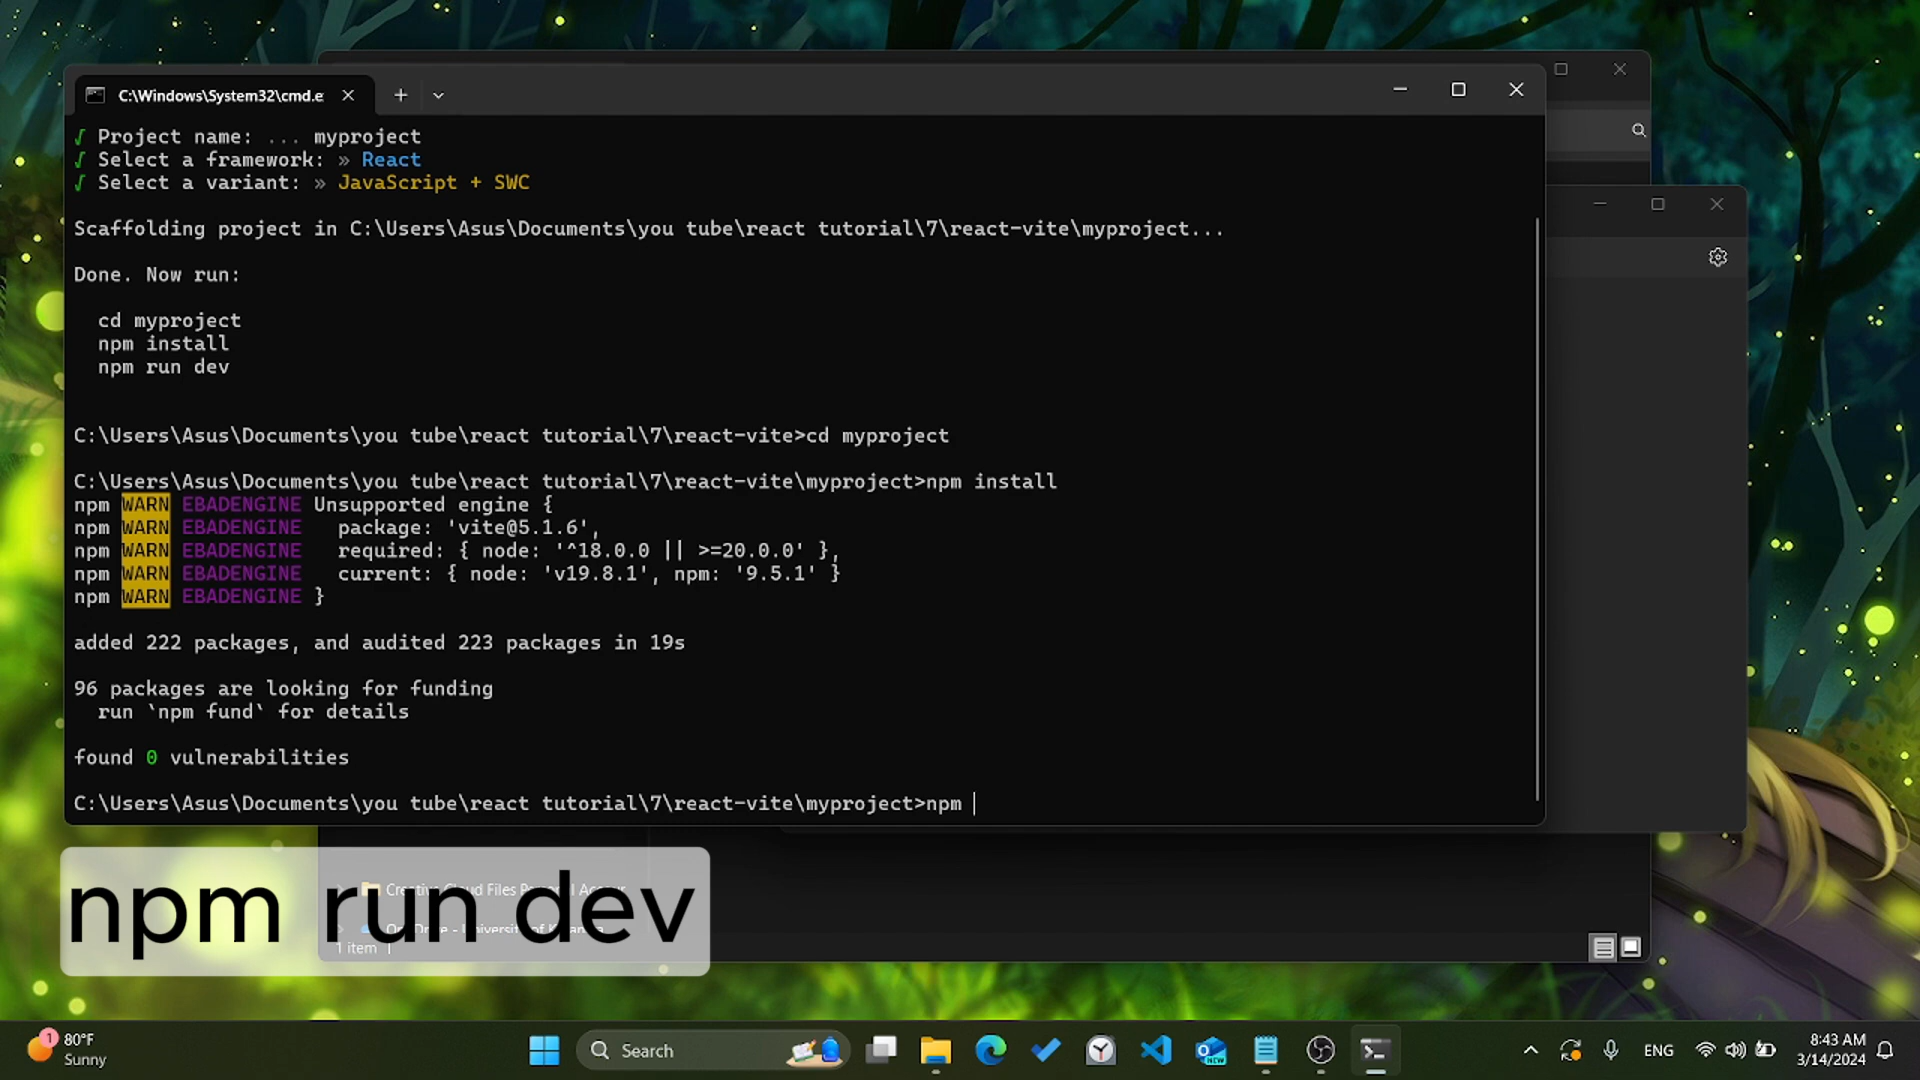 C:\Windows\System32\cmd.e
√ Project name: ... myproject
√ Select a framework: » React
√ Select a variant: » JavaScript + SWC
Scaffolding project in C:\Users\Asus\Documents\you tube\react tutorial\7\react-vite\myproject...
Done. Now run:
cd myproject
npm install
npm run dev
C:\Users\Asus\Documents\you tube\react tutorial\7\react-vite>cd myproject
C:\Users\Asus\Documents\you tube\react tutorial\7\react-vite\myproject>npm install
npm WARN EBADENGINE Unsupported engine {
npm WARN EBADENGINE   package: 'vite@5.1.6',
npm WARN EBADENGINE   required: { node: '^18.0.0 || >=20.0.0' },
npm WARN EBADENGINE   current: { node: 'v19.8.1', npm: '9.5.1' }
npm WARN EBADENGINE }
added 222 packages, and audited 223 packages in 19s
96 packages are looking for funding
run `npm fund` for details
found 0 vulnerabilities
C:\Users\Asus\Documents\you tube\react tutorial\7\react-vite\myproject>npm
Creative Cloud Files
npm run dev
1 item
1
80°F
Sunny
Search
NEW
ENG
8:43 AM
3/14/2024